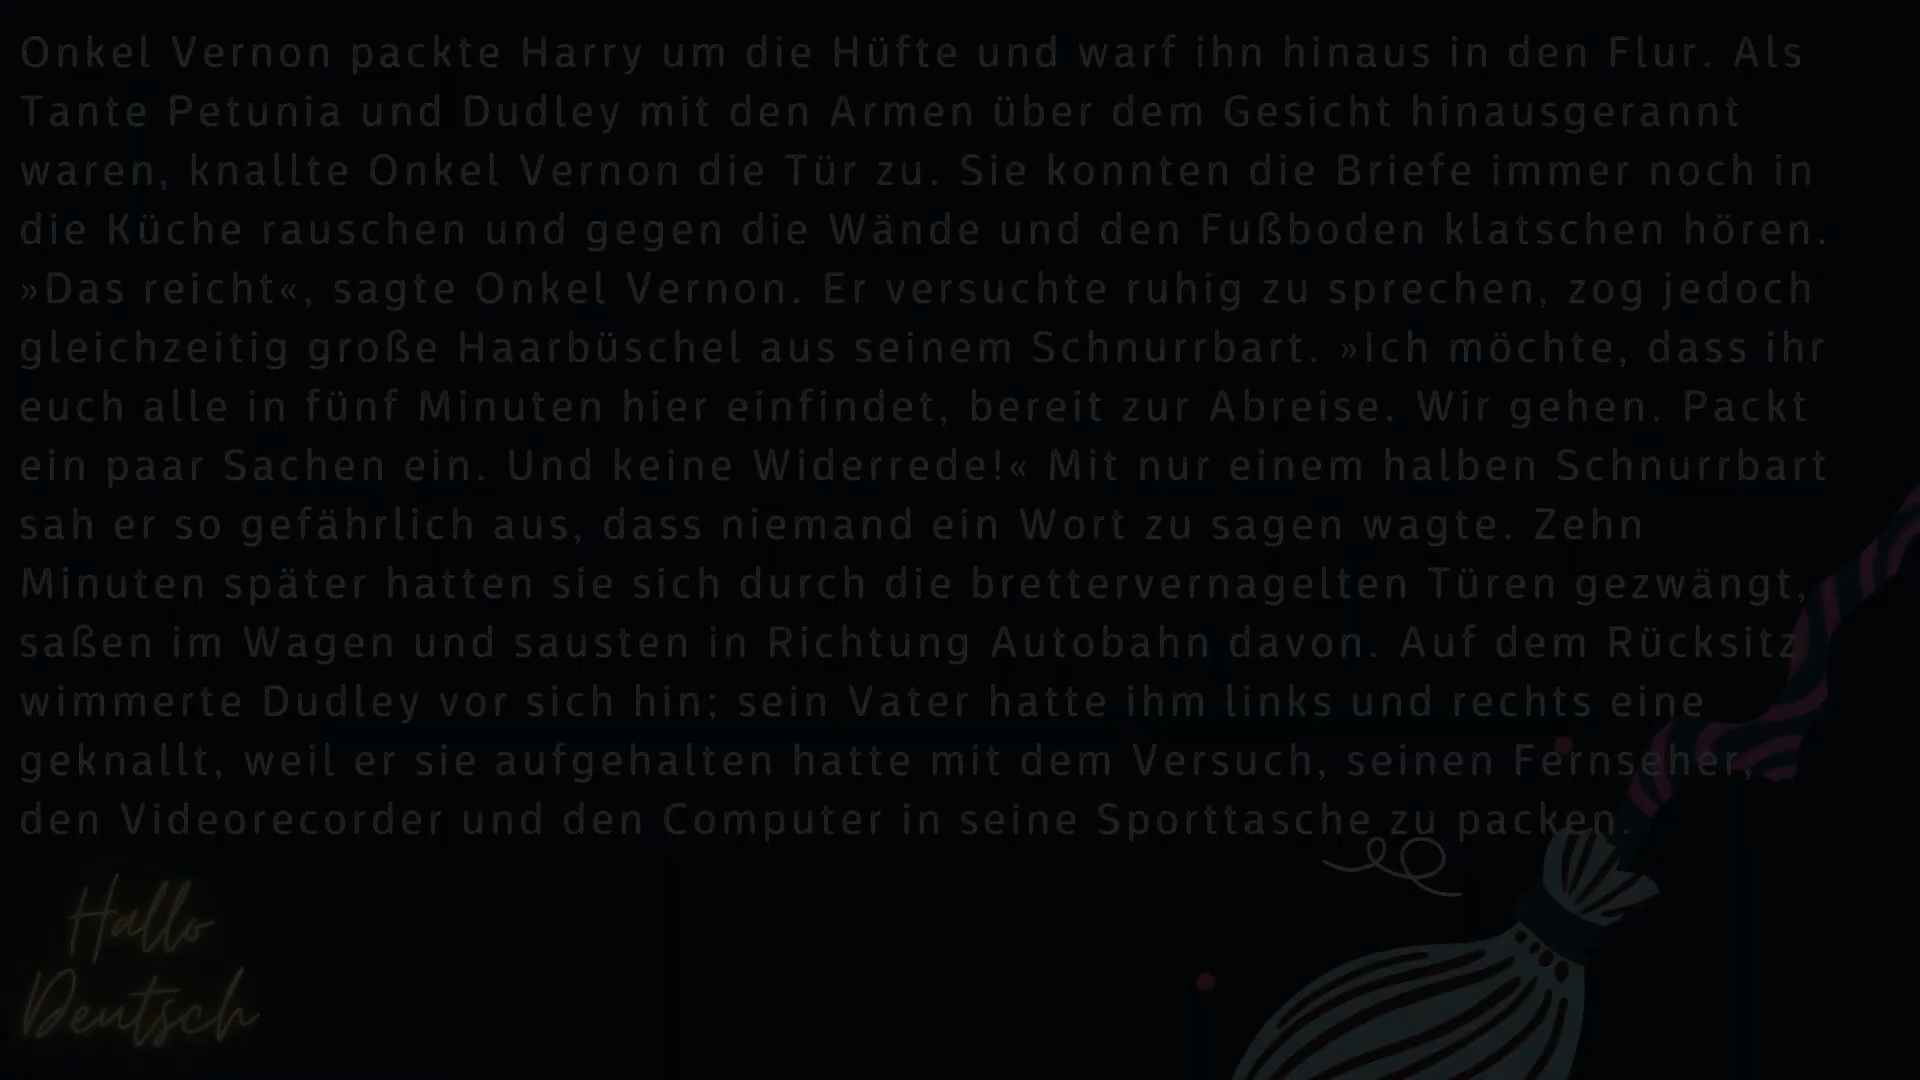 Onkel Vernon packte Harry um die Hüfte und warf ihn hinaus in den Flur. Als
Tante Petunia und Dudley mit den Armen über dem Gesicht hinausgerannt
waren, knallte Onkel Vernon die Tür zu. Sie konnten die Briefe immer noch in
die Küche rauschen und gegen die Wände und den Fußboden klatschen hören.
»Das reicht«, sagte Onkel Vernon. Er versuchte ruhig zu sprechen, zog jedoch
gleichzeitig große Haarbüschel aus seinem Schnurrbart. »Ich möchte, dass ihr
euch alle in fünf Minuten hier einfindet, bereit zur Abreise. Wir gehen. Packt
ein paar Sachen ein. Und keine Widerrede!« Mit nur einem halben Schnurrbart
sah er so gefährlich aus, dass niemand ein Wort zu sagen wagte. Zehn
Minuten später hatten sie sich durch die brettervernagelten Türen gezwängt,
saßen im Wagen und sausten in Richtung Autobahn davon. Auf dem Rücksitz
wimmerte Dudley vor sich hin; sein Vater hatte ihm links und rechts eine
geknallt, weil er sie aufgehalten hatte mit dem Versuch, seinen Fernseher,
den Videorecorder und den Computer in seine Sporttasche zu packen.
Hallo
Deutsch